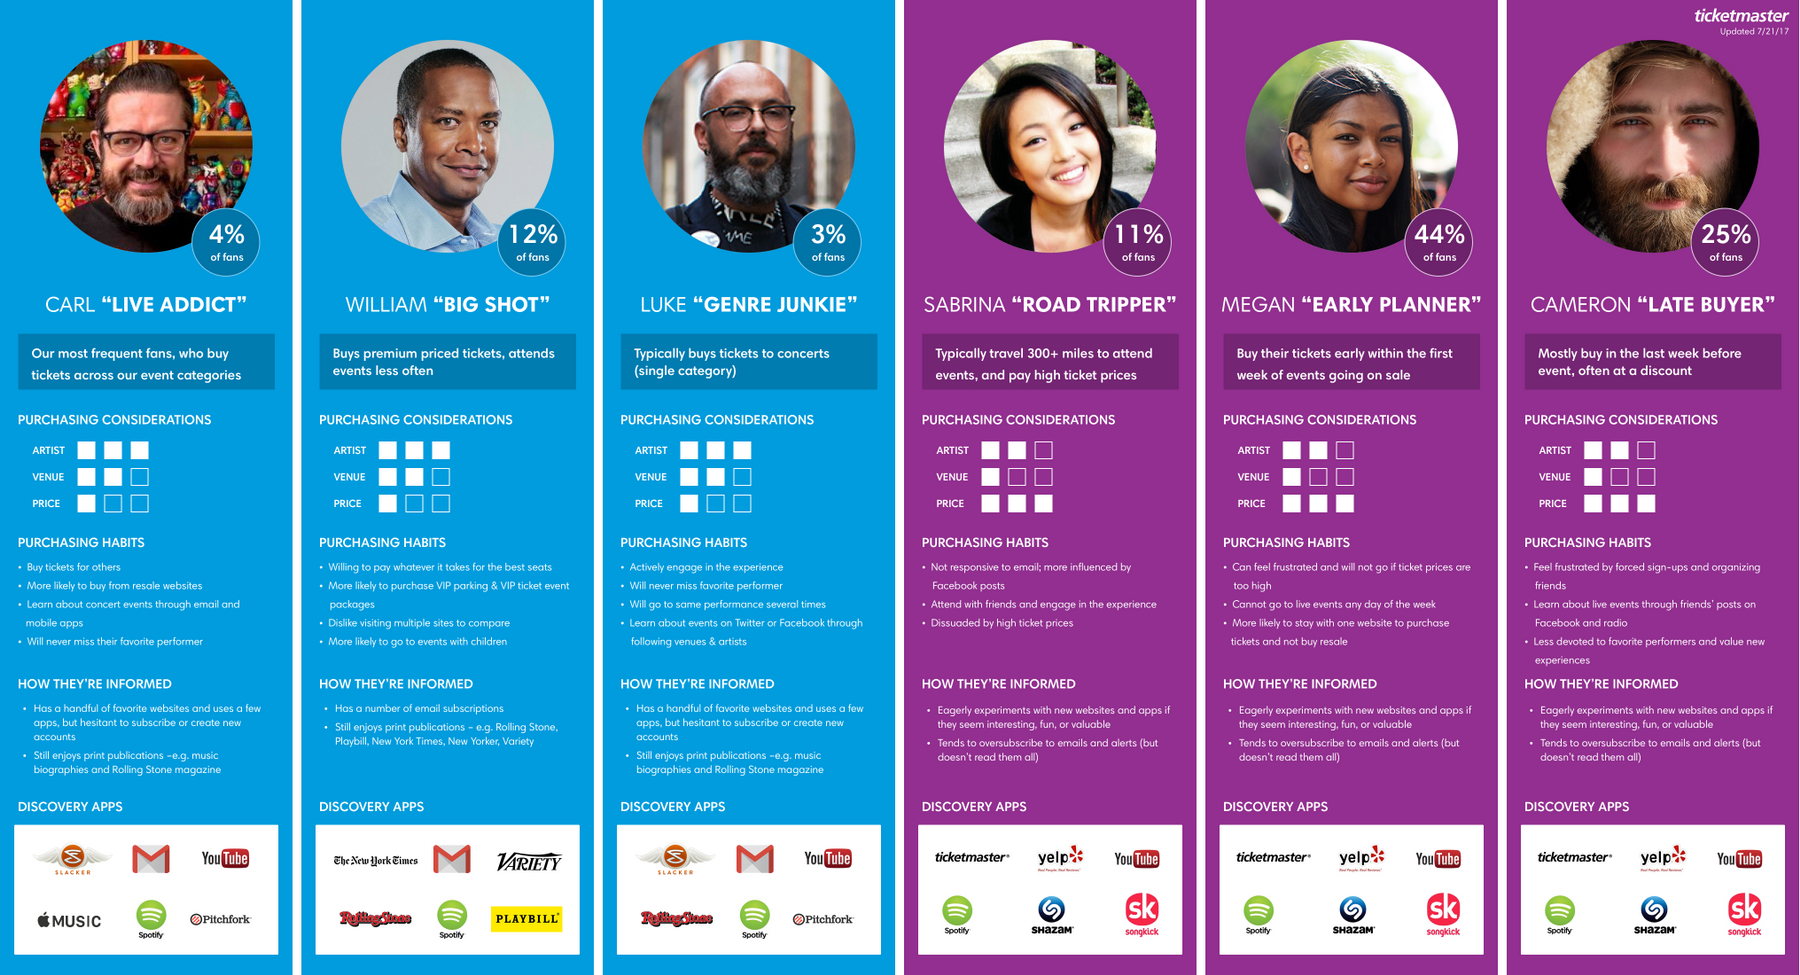 ticketmaster
Updated 7/21/17
4%
of fans
CARL “LIVE ADDICT”
Our most frequent fans, who buy
tickets across our event categories
PURCHASING CONSIDERATIONS
ARTIST
VENUE
PRICE
PURCHASING HABITS
• Buy tickets for others
• More likely to buy from resale websites
• Learn about concert events through email and
mobile apps
• Will never miss their favorite performer
HOW THEY’RE INFORMED
• Has a handful of favorite websites and uses a few
apps, but hesitant to subscribe or create new
accounts
• Still enjoys print publications –e.g. music
biographies and Rolling Stone magazine
DISCOVERY APPS
SLACKER
YouTube
MUSIC
Spotify
Pitchfork
12%
of fans
WILLIAM “BIG SHOT”
Buys premium priced tickets, attends
events less often
PURCHASING CONSIDERATIONS
ARTIST
VENUE
PRICE
PURCHASING HABITS
• Willing to pay whatever it takes for the best seats
• More likely to purchase VIP parking & VIP ticket event
packages
• Dislike visiting multiple sites to compare
• More likely to go to events with children
HOW THEY’RE INFORMED
• Has a number of email subscriptions
• Still enjoys print publications – e.g. Rolling Stone,
Playbill, New York Times, New Yorker, Variety
DISCOVERY APPS
The New York Times
VARIETY
Rolling Stone
Spotify
PLAYBILL
3%
of fans
LUKE “GENRE JUNKIE”
Typically buys tickets to concerts
(single category)
PURCHASING CONSIDERATIONS
ARTIST
VENUE
PRICE
PURCHASING HABITS
• Actively engage in the experience
• Will never miss favorite performer
• Will go to same performance several times
• Learn about events on Twitter or Facebook through
following venues & artists
HOW THEY’RE INFORMED
• Has a handful of favorite websites and uses a few
apps, but hesitant to subscribe or create new
accounts
• Still enjoys print publications –e.g. music
biographies and Rolling Stone magazine
DISCOVERY APPS
SLACKER
YouTube
Rolling Stone
Spotify
Pitchfork
11%
of fans
SABRINA “ROAD TRIPPER”
Typically travel 300+ miles to attend
events, and pay high ticket prices
PURCHASING CONSIDERATIONS
ARTIST
VENUE
PRICE
PURCHASING HABITS
• Not responsive to email; more influenced by
Facebook posts
• Attend with friends and engage in the experience
• Dissuaded by high ticket prices
HOW THEY’RE INFORMED
• Eagerly experiments with new websites and apps if
they seem interesting, fun, or valuable
• Tends to oversubscribe to emails and alerts (but
doesn’t read them all)
DISCOVERY APPS
ticketmaster®
yelp
Real People. Real Reviews.
YouTube
Spotify
SHAZAM
sk
songkick
44%
of fans
MEGAN “EARLY PLANNER”
Buy their tickets early within the first
week of events going on sale
PURCHASING CONSIDERATIONS
ARTIST
VENUE
PRICE
PURCHASING HABITS
• Can feel frustrated and will not go if ticket prices are
too high
• Cannot go to live events any day of the week
• More likely to stay with one website to purchase
tickets and not buy resale
HOW THEY’RE INFORMED
• Eagerly experiments with new websites and apps if
they seem interesting, fun, or valuable
• Tends to oversubscribe to emails and alerts (but
doesn’t read them all)
DISCOVERY APPS
ticketmaster®
yelp
Real People. Real Reviews.
YouTube
Spotify
SHAZAM
sk
songkick
25%
of fans
CAMERON “LATE BUYER”
Mostly buy in the last week before
event, often at a discount
PURCHASING CONSIDERATIONS
ARTIST
VENUE
PRICE
PURCHASING HABITS
• Feel frustrated by forced sign-ups and organizing
friends
• Learn about live events through friends’ posts on
Facebook and radio
• Less devoted to favorite performers and value new
experiences
HOW THEY’RE INFORMED
• Eagerly experiments with new websites and apps if
they seem interesting, fun, or valuable
• Tends to oversubscribe to emails and alerts (but
doesn’t read them all)
DISCOVERY APPS
ticketmaster®
yelp
Real People. Real Reviews.
YouTube
Spotify
SHAZAM
sk
songkick